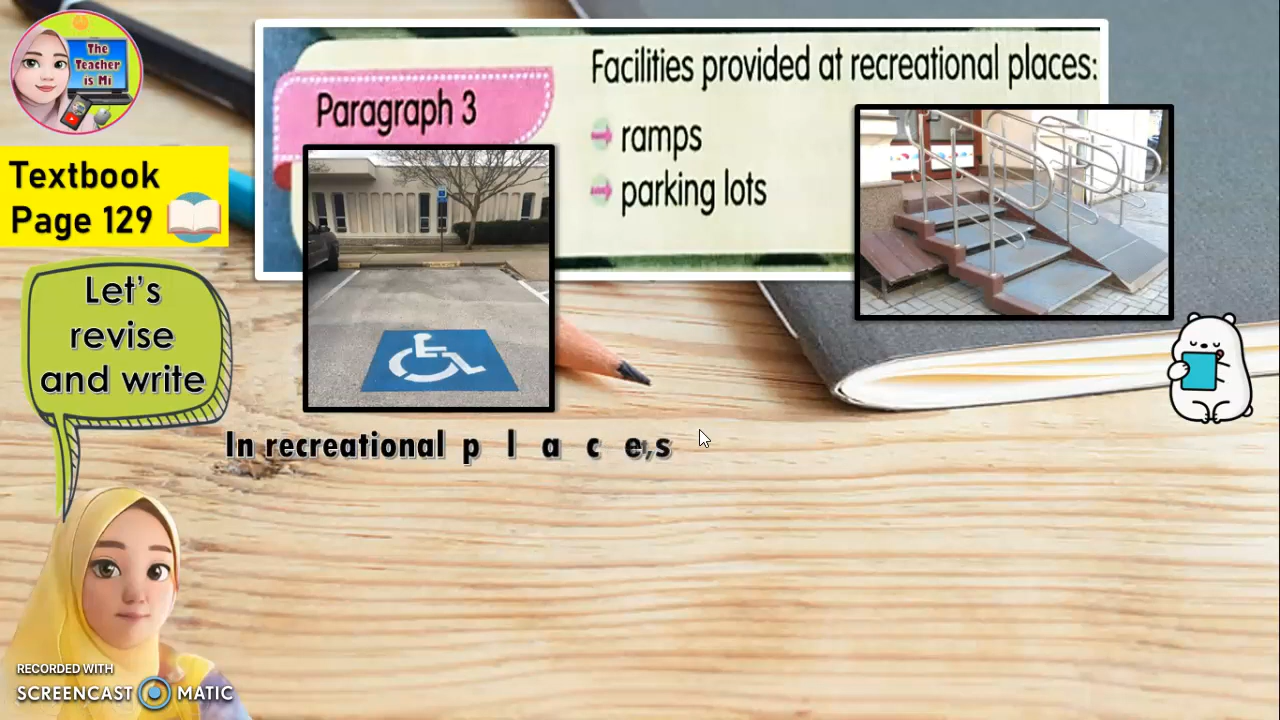 The
Teacher
is Mi
Textbook
Page 129
Paragraph 3
Facilities provided at recreational places:
ramps
parking lots
Let's
revise
and write
In recreational places,
RECORDED WITH
SCREENCAST MATIC